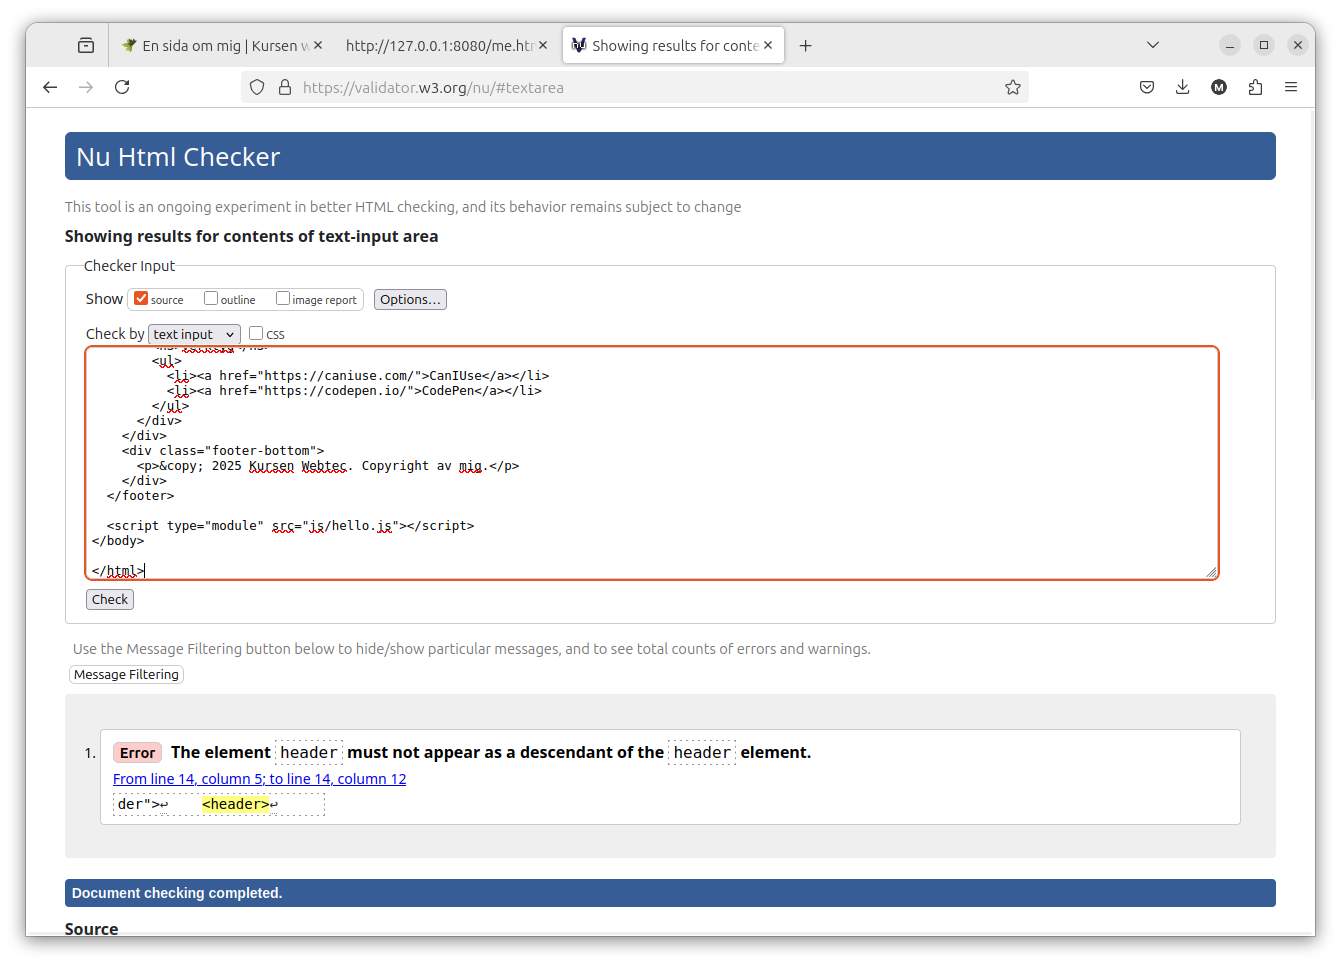 En sida om mig | Kursen w
http://127.0.0.1:8080/me.htm
Showing results for conte
https://validator.w3.org/nu/#textarea
Nu Html Checker
This tool is an ongoing experiment in better HTML checking, and its behavior remains subject to change
Showing results for contents of text-input area
Checker Input
Show source outline image report Options...
Check by text input css
<ul>
<li><a href="https://caniuse.com/">CanIUse</a></li>
<li><a href="https://codepen.io/">CodePen</a></li>
</ul>
</div>
</div>
<div class="footer-bottom">
<p>&copy; 2025 Kursen Webtec. Copyright av mig.</p>
</div>
</footer>
<script type="module" src="js/hello.js"></script>
</body>
</html>
Check
Use the Message Filtering button below to hide/show particular messages, and to see total counts of errors and warnings.
Message Filtering
1. Error The element header must not appear as a descendant of the header element.
From line 14, column 5; to line 14, column 12
der">↩ <header>↩
Document checking completed.
Source